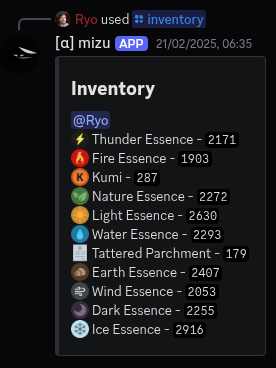 Ryo used inventory
[α] mizu APP 21/02/2025, 06:35
Inventory
@Ryo
Thunder Essence - 2171
Fire Essence - 1903
K Kumi - 287
Nature Essence - 2272
Light Essence - 2630
Water Essence - 2293
Tattered Parchment - 179
Earth Essence - 2407
Wind Essence - 2053
Dark Essence - 2255
Ice Essence - 2916